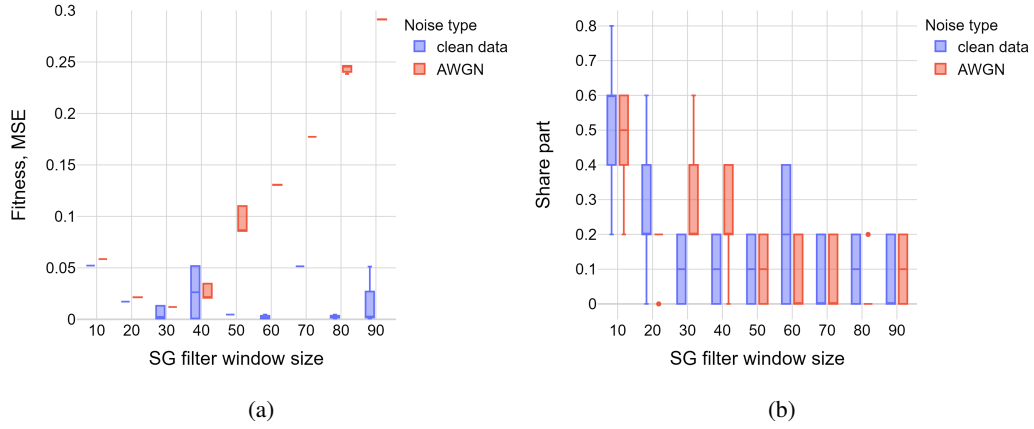 0.3
0.25
0.2
0.15
0.1
0.05
0
Fitness, MSE
10 20 30 40 50 60 70 80 90
SG filter window size
Noise type
clean data
AWGN
(a)
0.8
0.7
0.6
0.5
0.4
0.3
0.2
0.1
0
Share part
10 20 30 40 50 60 70 80 90
SG filter window size
Noise type
clean data
AWGN
(b)